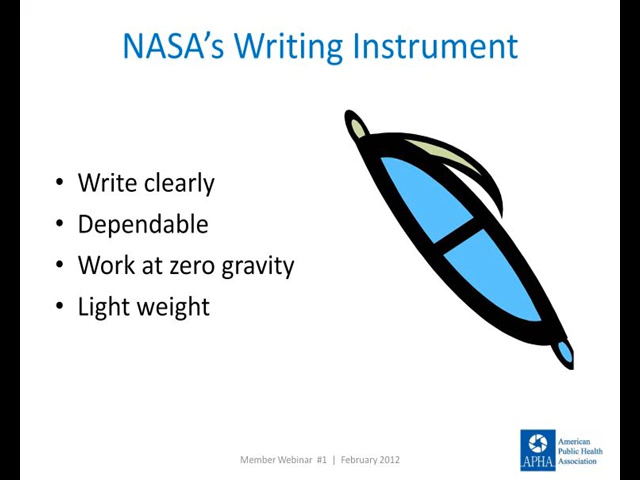 NASA's Writing Instrument
• Write clearly
• Dependable
• Work at zero gravity
• Light weight
Member Webinar #1 | February 2012
APHA
American
Public Health
Association